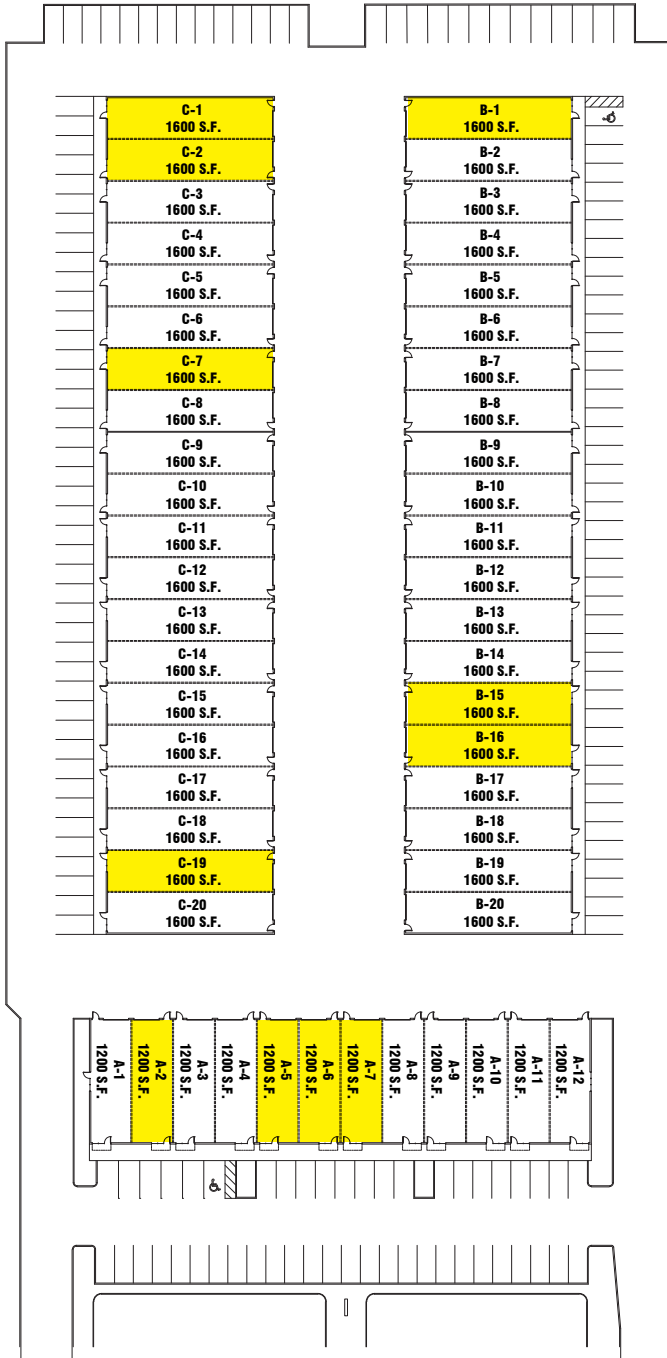 C-1
1600 S.F.
C-2
1600 S.F.
C-3
1600 S.F.
C-4
1600 S.F.
C-5
1600 S.F.
C-6
1600 S.F.
C-7
1600 S.F.
C-8
1600 S.F.
C-9
1600 S.F.
C-10
1600 S.F.
C-11
1600 S.F.
C-12
1600 S.F.
C-13
1600 S.F.
C-14
1600 S.F.
C-15
1600 S.F.
C-16
1600 S.F.
C-17
1600 S.F.
C-18
1600 S.F.
C-19
1600 S.F.
C-20
1600 S.F.
B-1
1600 S.F.
B-2
1600 S.F.
B-3
1600 S.F.
B-4
1600 S.F.
B-5
1600 S.F.
B-6
1600 S.F.
B-7
1600 S.F.
B-8
1600 S.F.
B-9
1600 S.F.
B-10
1600 S.F.
B-11
1600 S.F.
B-12
1600 S.F.
B-13
1600 S.F.
B-14
1600 S.F.
B-15
1600 S.F.
B-16
1600 S.F.
B-17
1600 S.F.
B-18
1600 S.F.
B-19
1600 S.F.
B-20
1600 S.F.
A-1
1200 S.F.
A-2
1200 S.F.
A-3
1200 S.F.
A-4
1200 S.F.
A-5
1200 S.F.
A-6
1200 S.F.
A-7
1200 S.F.
A-8
1200 S.F.
A-9
1200 S.F.
A-10
1200 S.F.
A-11
1200 S.F.
A-12
1200 S.F.